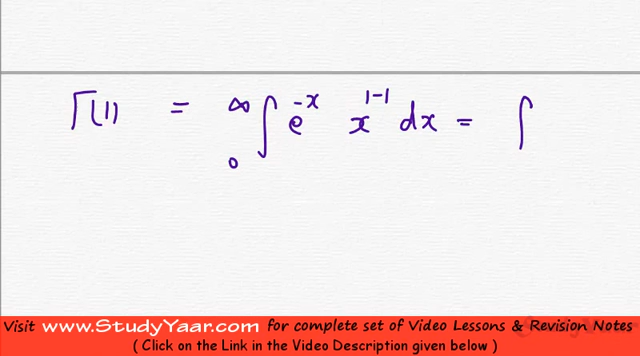 Γ(1) = ∞∫0 e^-x x^1-1 dx = ∫
Visit www.StudyYaar.com for complete set of Video Lessons & Revision Notes
( Click on the Link in the Video Description given below )